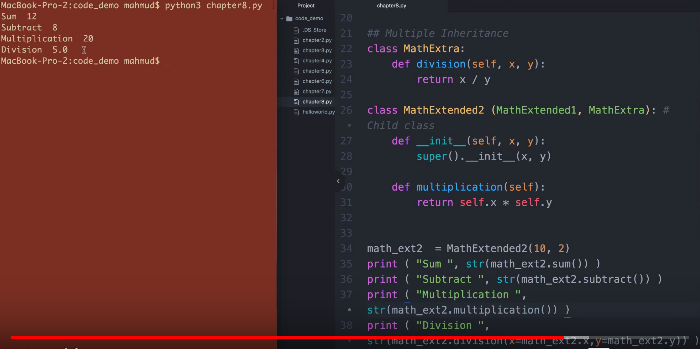 MacBook-Pro-2:code_demo mahmud$ python3 chapter8.py
Sum  12
Subtract  8
Multiplication  20
Division  5.0
MacBook-Pro-2:code_demo mahmud$
Project
code_demo
.DS_Store
chapter2.py
chapter3.py
chapter4.py
chapter5.py
chapter6.py
chapter7.py
chapter8.py
helloworld.py
chapter8.py
20
21 ## Multiple Inheritance
22 class MathExtra:
23     def division(self, x, y):
24         return x / y
25
26 class MathExtended2 (MathExtended1, MathExtra): #
• Child class
27     def __init__(self, x, y):
28         super().__init__(x, y)
29
30     def multiplication(self):
31         return self.x * self.y
32
33
34 math_ext2  = MathExtended2(10, 2)
35 print ( "Sum ", str(math_ext2.sum()) )
36 print ( "Subtract ", str(math_ext2.subtract()) )
37 print ( "Multiplication ",
• str(math_ext2.multiplication()) )
38 print ( "Division ",
str(math_ext2.division(x=math_ext2.x,y=math_ext2.y)) )